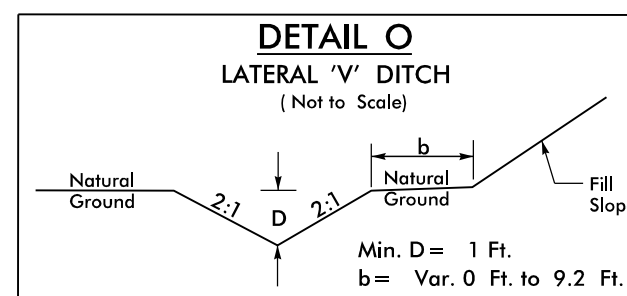 DETAIL O
LATERAL 'V' DITCH
( Not to Scale)
b
Natural
Ground
2:1
D
2:1
Natural
Ground
Fill
Slop
Min. D = 1 Ft.
b= Var. 0 Ft. to 9.2 Ft.